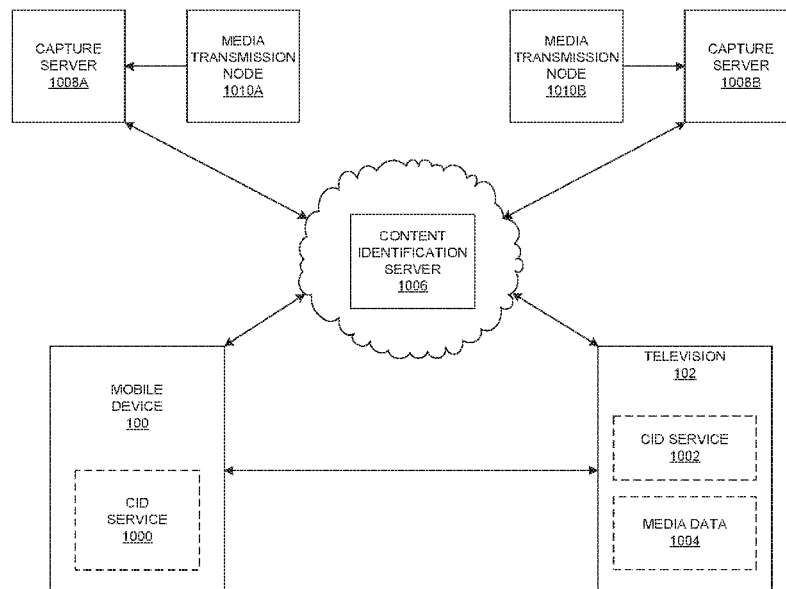 CAPTURE
SERVER
1008A
MEDIA
TRANSMISSION
NODE
1010A
MEDIA
TRANSMISSION
NODE
1010B
CAPTURE
SERVER
1008B
CONTENT
IDENTIFICATION
SERVER
1006
MOBILE
DEVICE
100
CID
SERVICE
1000
TELEVISION
102
CID SERVICE
1002
MEDIA DATA
1004